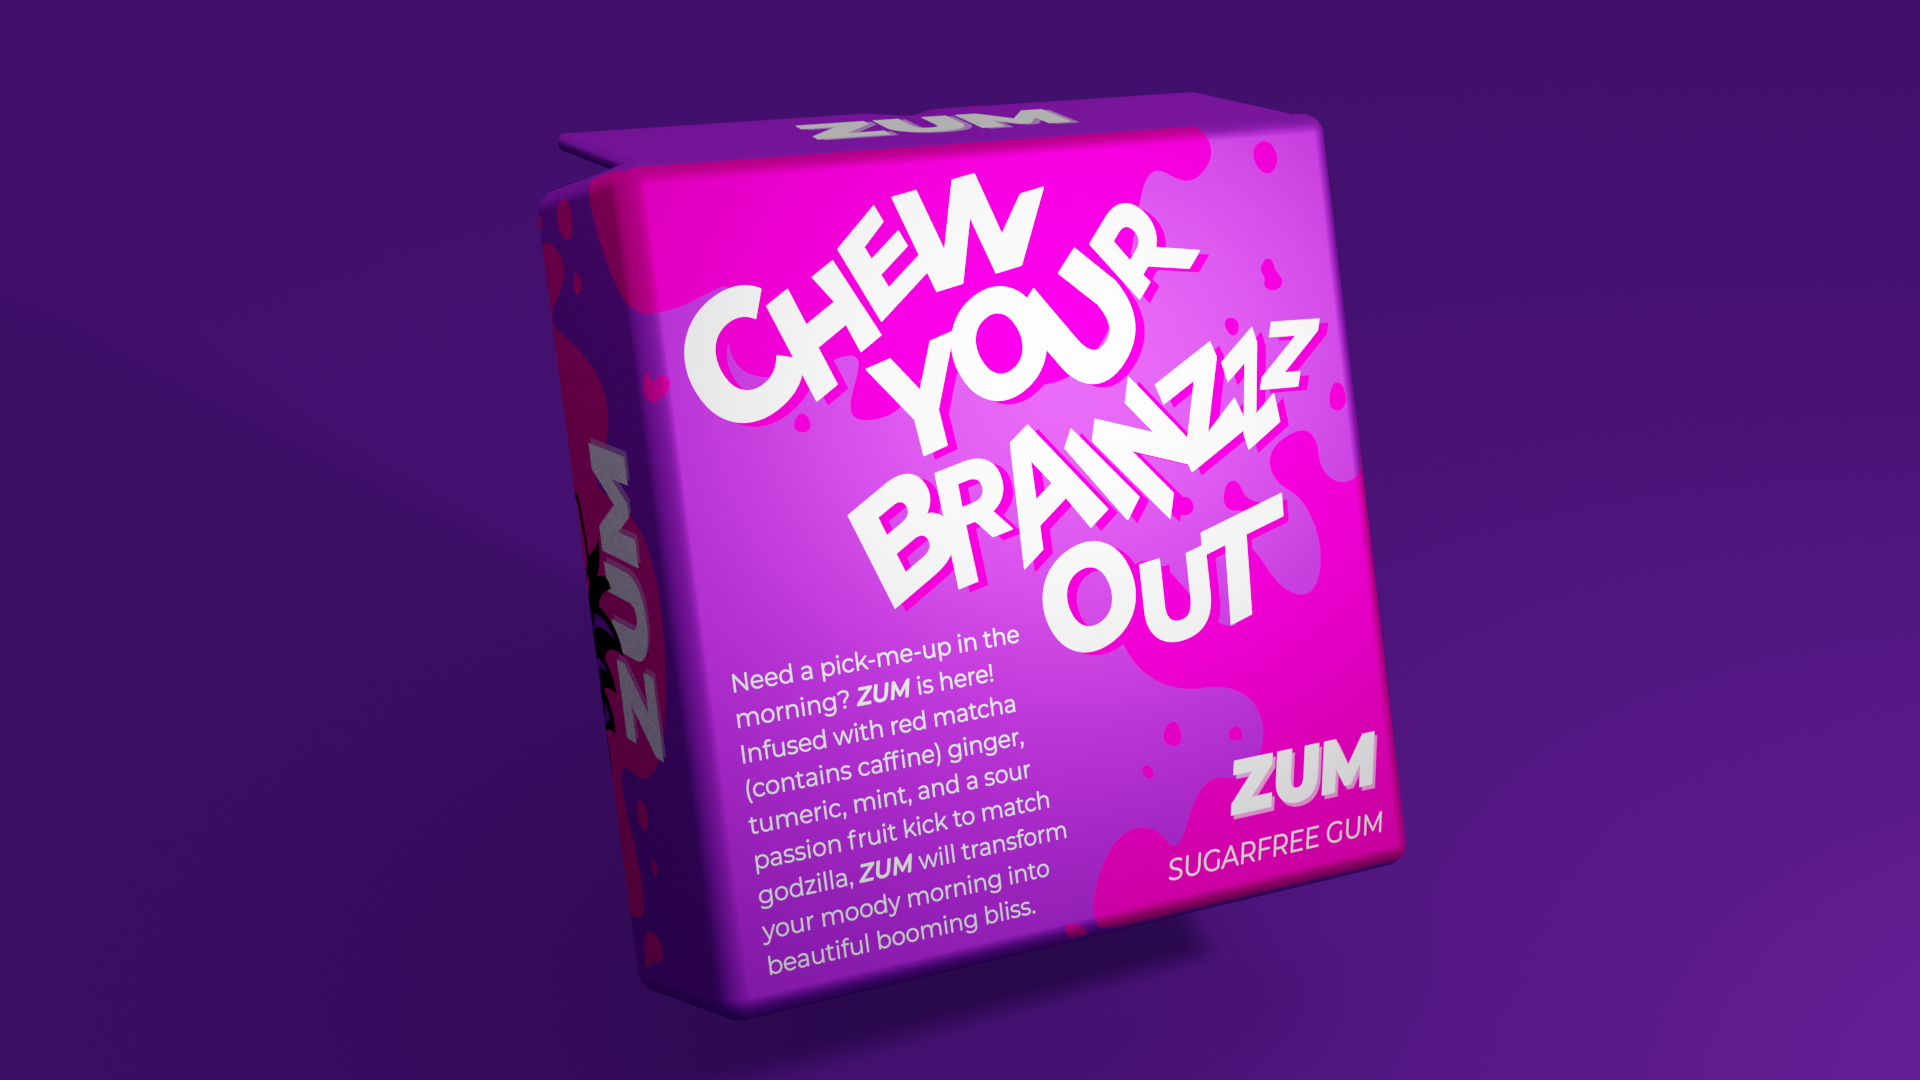 ZUM
CHEW
YOUR
BRAINZZZ
OUT
Need a pick-me-up in the
morning? ZUM is here!
Infused with red matcha
(contains caffine) ginger,
tumeric, mint, and a sour
passion fruit kick to match
godzilla, ZUM will transform
your moody morning into
beautiful booming bliss.
ZUM
SUGARFREE GUM
ZUM